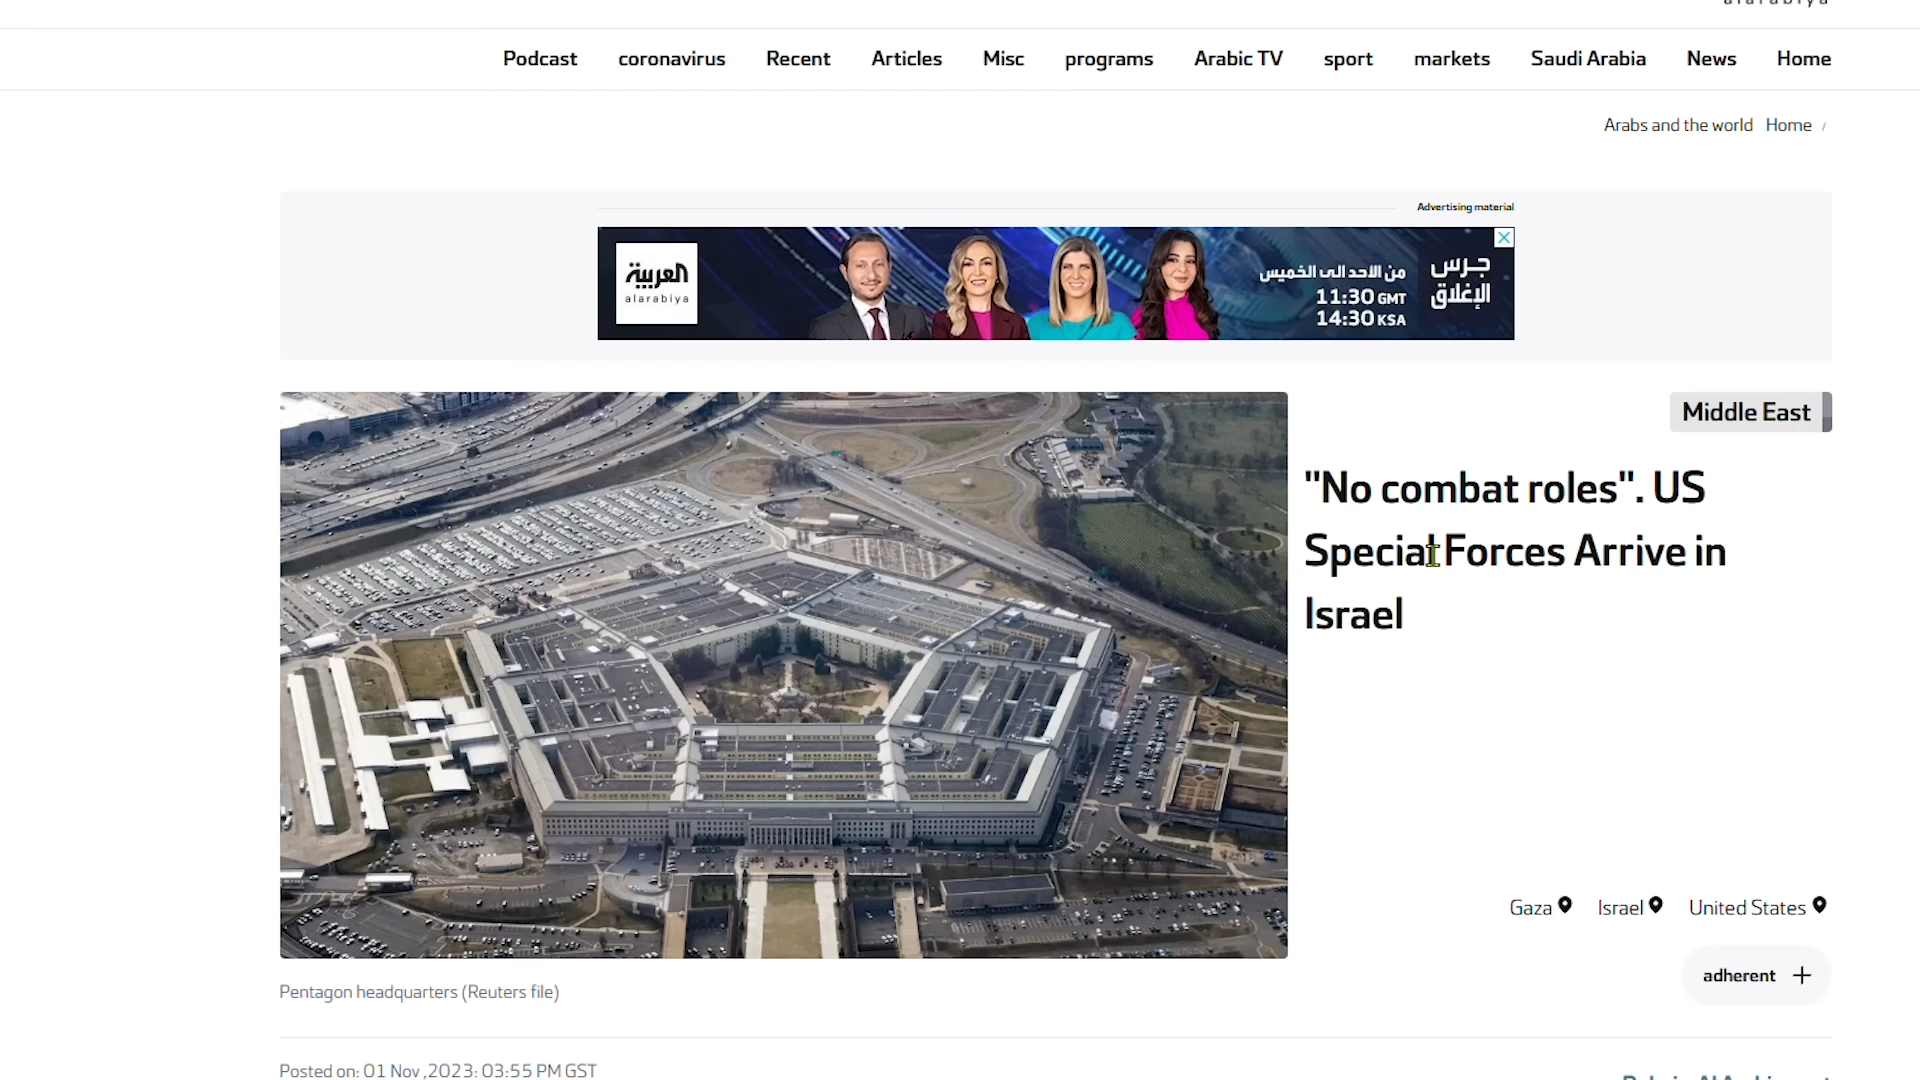 alarabiya
Podcast coronavirus Recent Articles Misc programs Arabic TV sport markets Saudi Arabia News Home
Arabs and the world Home /
Advertising material
العربية
alarabiya
من الاحد الى الخميس
11:30 GMT
14:30 KSA
جرس
الإغلاق
Middle East
"No combat roles". US
Special Forces Arrive in
Israel
Gaza Israel United States
adherent +
Pentagon headquarters (Reuters file)
Posted on: 01 Nov ,2023: 03:55 PM GST